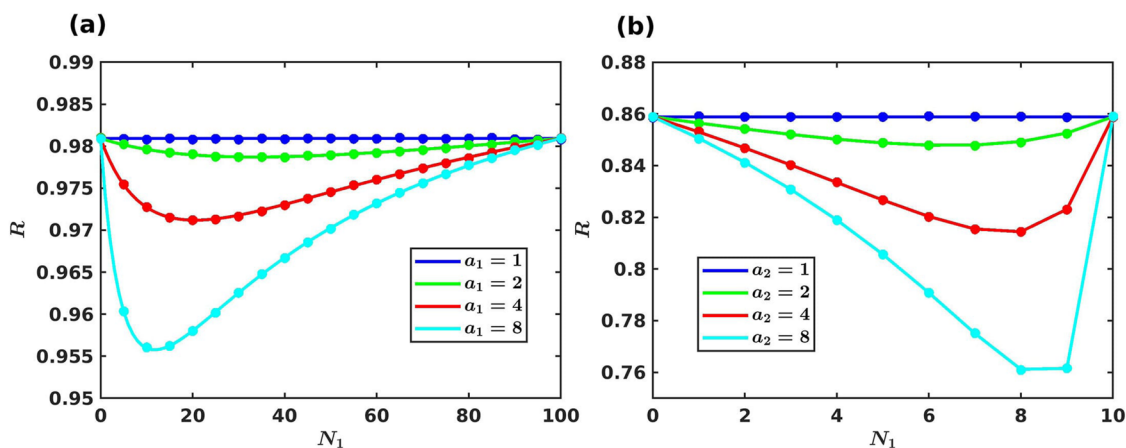 (a)
0.99
0.985
0.98
0.975
0.97
0.965
0.96
0.955
0.95
R
0 20 40 60 80 100
N₁
a₁ = 1
a₁ = 2
a₁ = 4
a₁ = 8
(b)
0.88
0.86
0.84
0.82
0.8
0.78
0.76
R
0 2 4 6 8 10
N₁
a₂ = 1
a₂ = 2
a₂ = 4
a₂ = 8